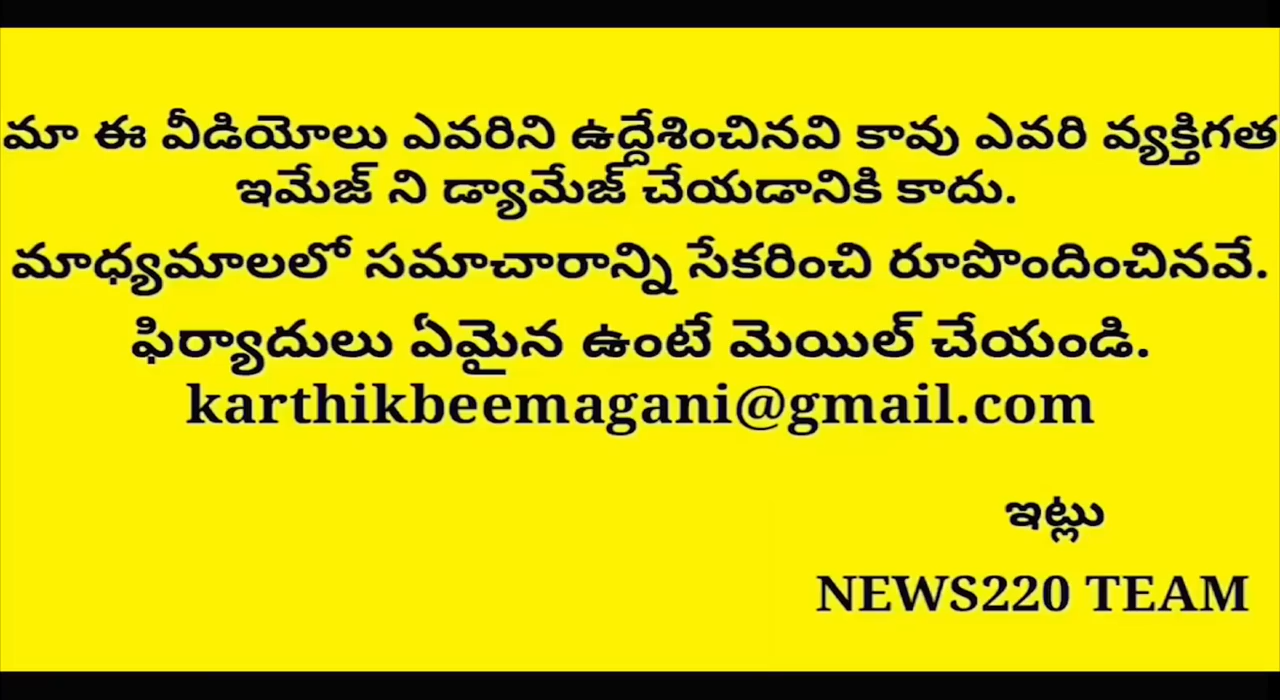 మా ఈ వీడియోలు ఎవరిని ఉద్దేశించినవి కావు ఎవరి వ్యక్తిగత
ఇమేజ్ ని డ్యామేజ్ చేయడానికి కాదు.
మాధ్యమాలలో సమాచారాన్ని సేకరించి రూపొందించినవే.
ఫిర్యాదులు ఏమైన ఉంటే మెయిల్ చేయండి.
karthikbeemagani@gmail.com
ఇట్లు
NEWS220 TEAM